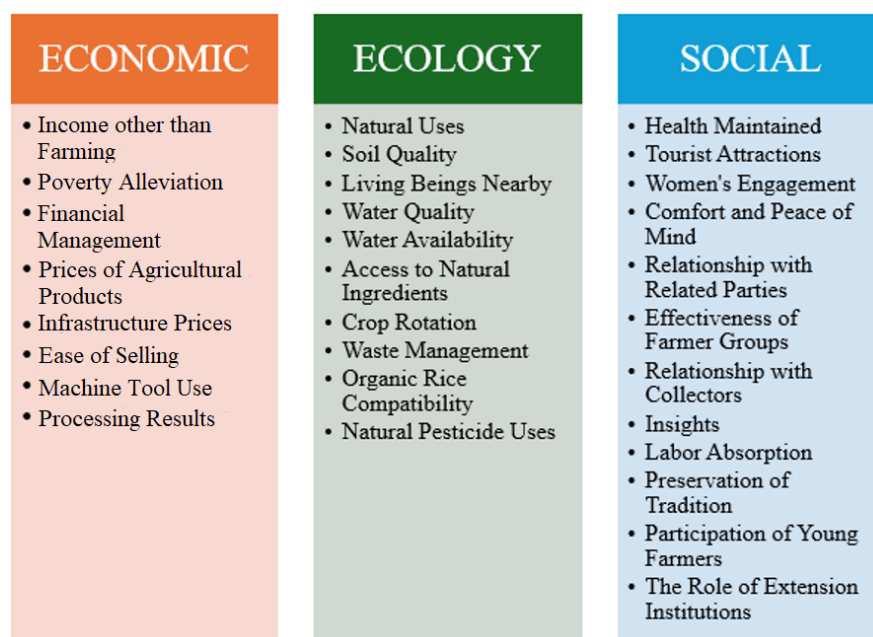 ECONOMIC
• Income other than
Farming
• Poverty Alleviation
• Financial
Management
• Prices of Agricultural
Products
• Infrastructure Prices
• Ease of Selling
• Machine Tool Use
• Processing Results
ECOLOGY
• Natural Uses
• Soil Quality
• Living Beings Nearby
• Water Quality
• Water Availability
• Access to Natural
Ingredients
• Crop Rotation
• Waste Management
• Organic Rice
Compatibility
• Natural Pesticide Uses
SOCIAL
• Health Maintained
• Tourist Attractions
• Women's Engagement
• Comfort and Peace of
Mind
• Relationship with
Related Parties
• Effectiveness of
Farmer Groups
• Relationship with
Collectors
• Insights
• Labor Absorption
• Preservation of
Tradition
• Participation of Young
Farmers
• The Role of Extension
Institutions